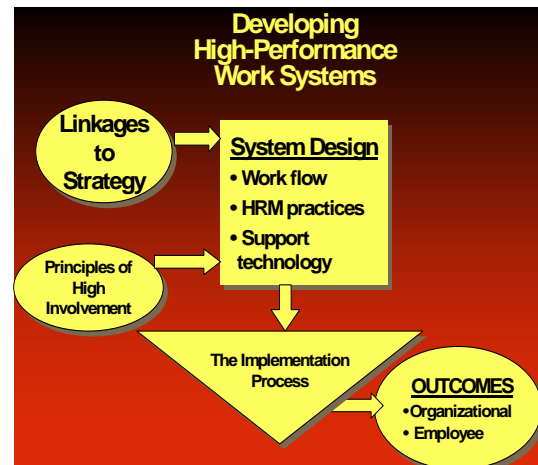 Developing
High-Performance
Work Systems
Linkages
to
Strategy
System Design
• Work flow
• HRM practices
• Support
technology
Principles of
High
Involvement
The Implementation
Process
OUTCOMES
•Organizational
• Employee